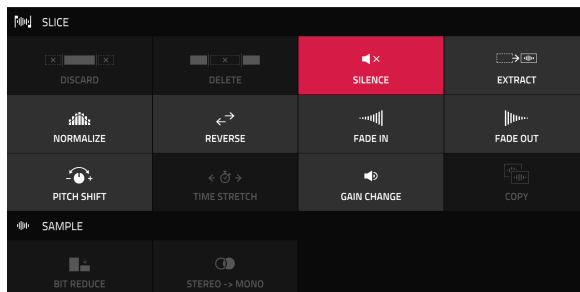 SLICE
DISCARD
DELETE
SILENCE
EXTRACT
NORMALIZE
REVERSE
FADE IN
FADE OUT
PITCH SHIFT
TIME STRETCH
GAIN CHANGE
COPY
SAMPLE
BIT REDUCE
STEREO -> MONO